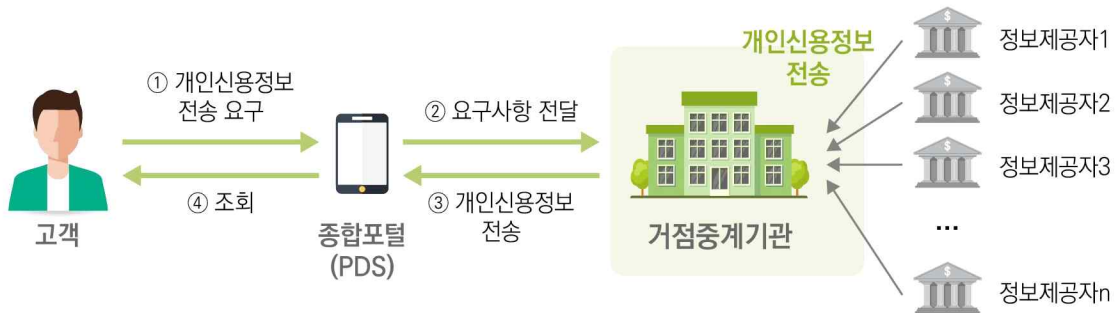 ① 개인신용정보
전송 요구
④ 조회
고객
종합포털
(PDS)
② 요구사항 전달
③ 개인신용정보
전송
개인신용정보
전송
거점중계기관
정보제공자1
정보제공자2
정보제공자3
...
정보제공자n
$
$
$
$